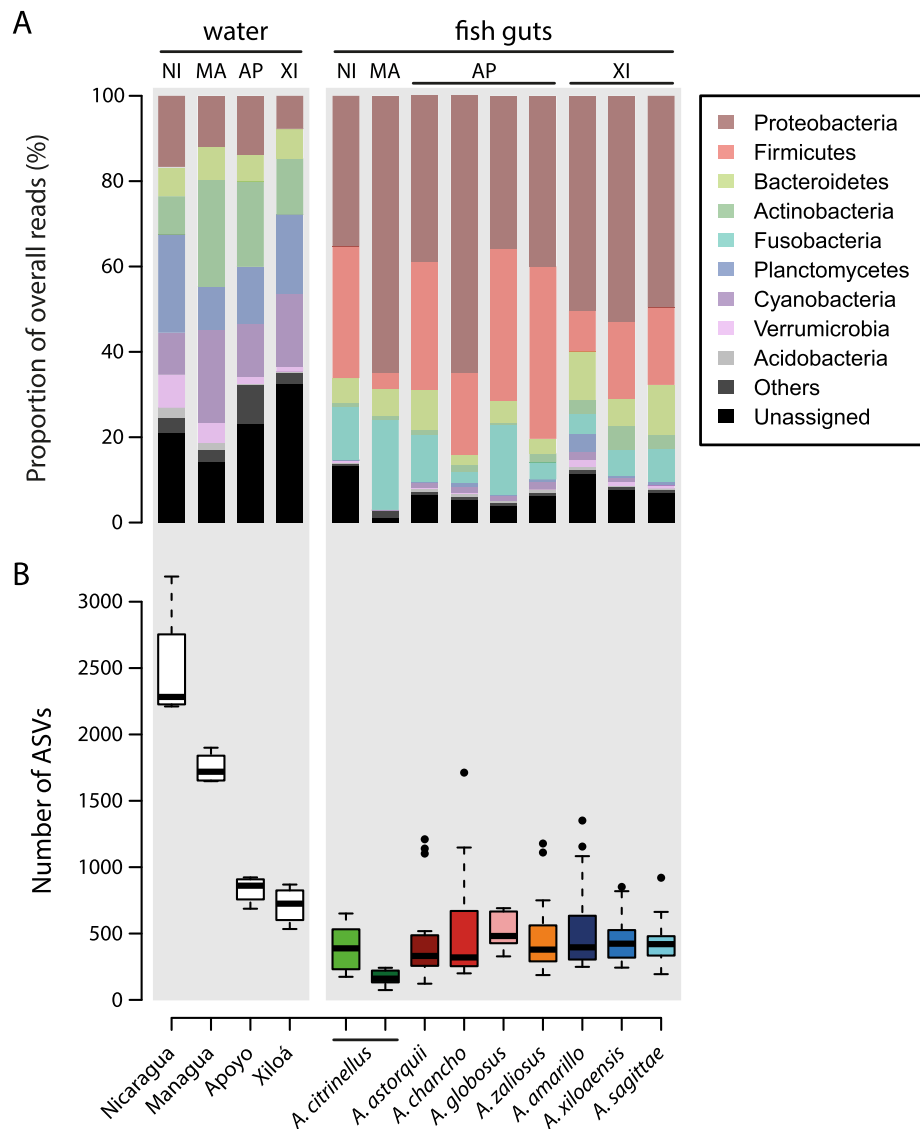 A
water
fish guts
NI MA AP XI
NI MA AP XI
Proportion of overall reads (%)
100
80
60
40
20
0
Proteobacteria
Firmicutes
Bacteroidetes
Actinobacteria
Fusobacteria
Planctomycetes
Cyanobacteria
Verrumicrobia
Acidobacteria
Others
Unassigned
B
Number of ASVs
3000
2500
2000
1500
1000
500
0
Nicaragua
Managua
Apoyo
Xiloá
A. citrinellus
A. astorquii
A. chancho
A. globosus
A. zaliosus
A. amarillo
A. xiloaensis
A. sagittae